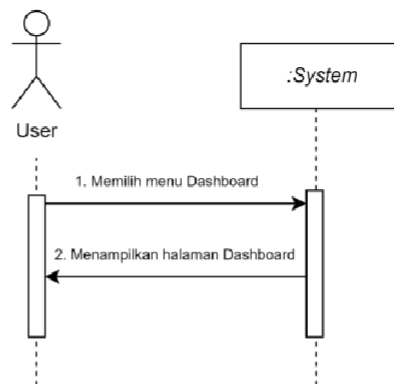 :System
User
1. Memilih menu Dashboard
2. Menampilkan halaman Dashboard